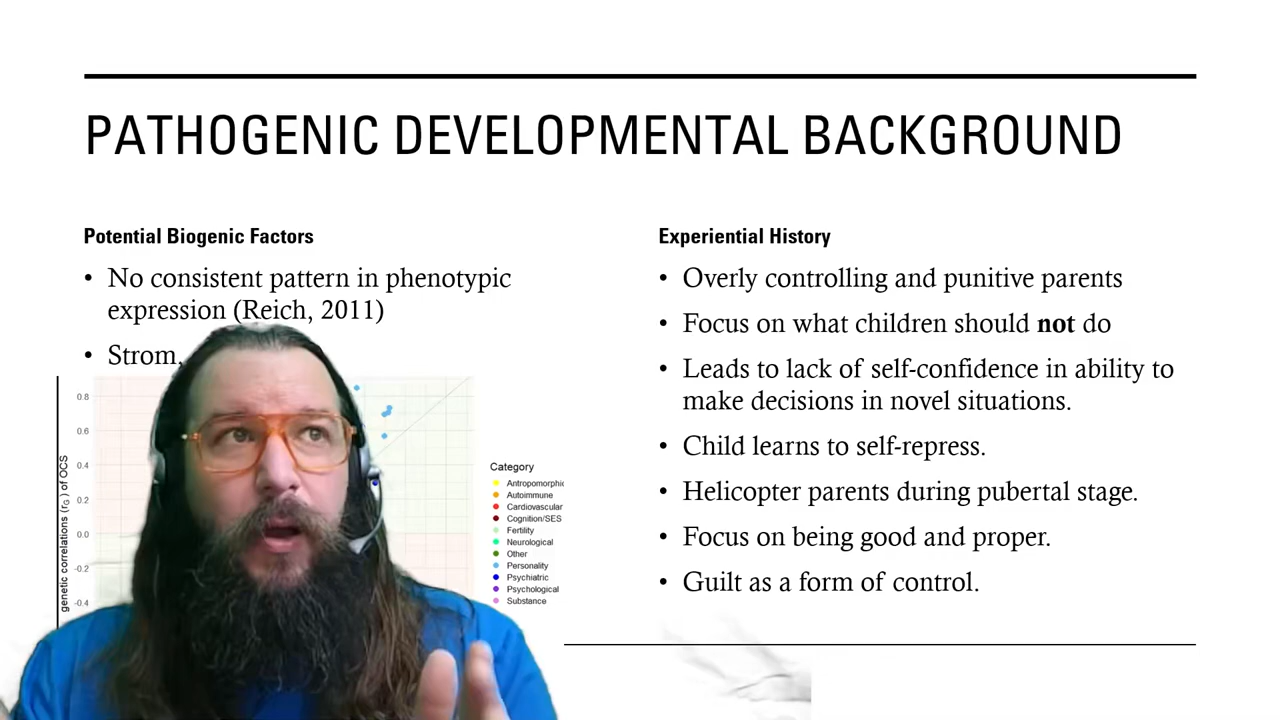 PATHOGENIC DEVELOPMENTAL BACKGROUND
Potential Biogenic Factors
• No consistent pattern in phenotypic
expression (Reich, 2011)
• Strom,
0.8
0.6
0.4
0.2
0.0
-0.2
-0.4
genetic correlations (rG) of OCS
Category
Antropomorphic
Autoimmune
Cardiovascular
Cognition/SES
Fertility
Neurological
Other
Personality
Psychiatric
Psychological
Substance
Experiential History
• Overly controlling and punitive parents
• Focus on what children should not do
• Leads to lack of self-confidence in ability to
make decisions in novel situations.
• Child learns to self-repress.
• Helicopter parents during pubertal stage.
• Focus on being good and proper.
• Guilt as a form of control.